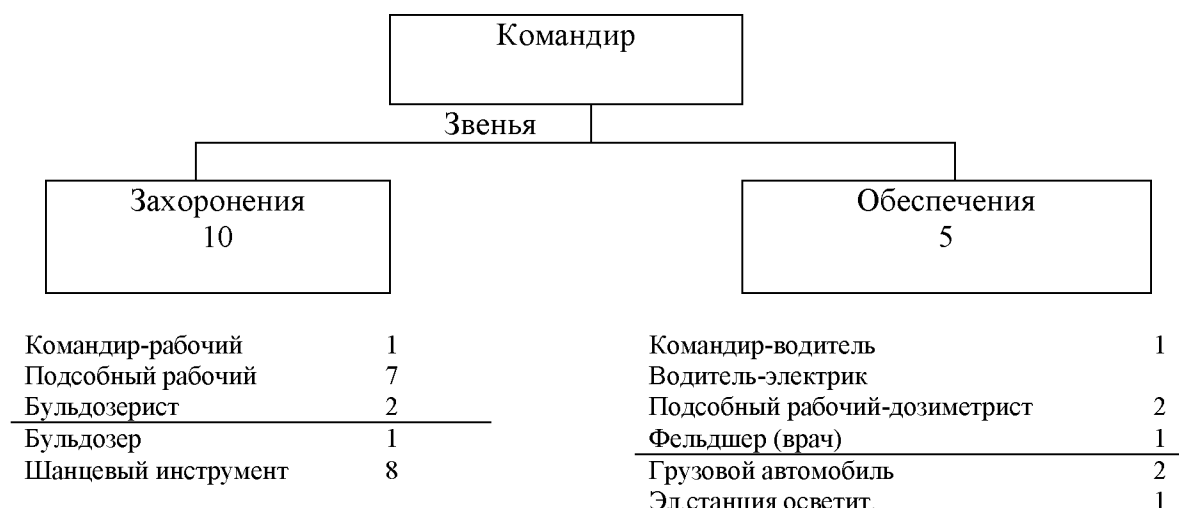 Командир
Звенья
Захоронения
10
Обеспечения
5
Командир-рабочий 1
Подсобный рабочий 7
Бульдозерист 2
Бульдозер 1
Шанцевый инструмент 8
Командир-водитель 1
Водитель-электрик
Подсобный рабочий-дозиметрист 2
Фельдшер (врач) 1
Грузовой автомобиль 2
Эл.станция осветит. 1